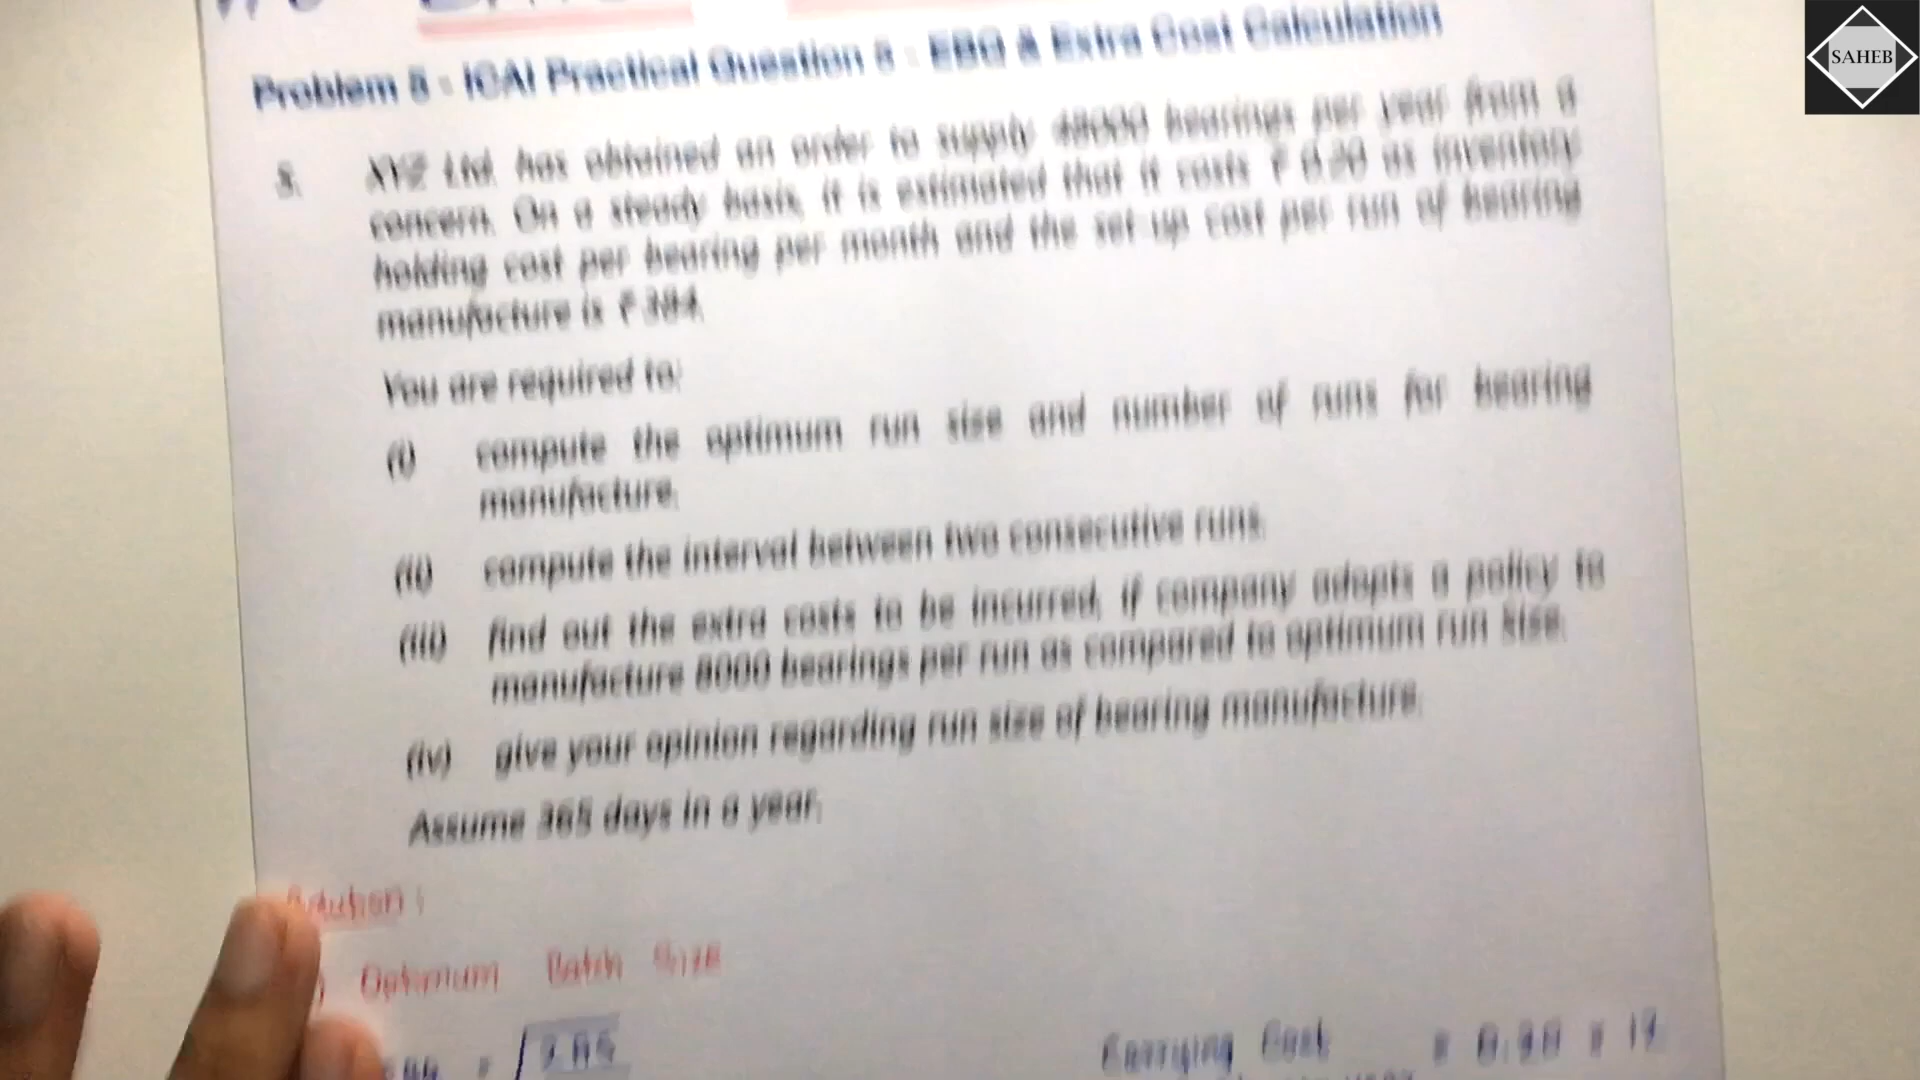 SAHEB
Problem 5 - ICAI Practical Question 5 - EBQ & Extra Cost Calculation
5. XYZ Ltd. has obtained an order to supply 48000 bearings per year from a
concern. On a steady basis, it is estimated that it costs ₹ as inventory
holding cost per bearing per month and the set-up cost per run of bearing
manufacture is ₹ 384.
You are required to:
(i) compute the optimum run size and number of runs for bearing
manufacture.
(ii) compute the interval between two consecutive runs.
(iii) find out the extra costs to be incurred, if company adopts a policy to
manufacture 8000 bearings per run as compared to optimum run size.
(iv) give your opinion regarding run size of bearing manufacture.
Assume 365 days in a year.
Solution :
Optimum Batch Size
Carrying Cost